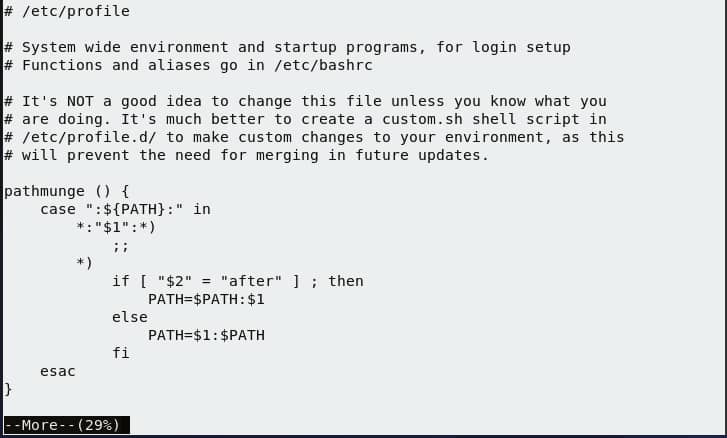 # /etc/profile

# System wide environment and startup programs, for login setup
# Functions and aliases go in /etc/bashrc

# It's NOT a good idea to change this file unless you know what you
# are doing. It's much better to create a custom.sh shell script in
# /etc/profile.d/ to make custom changes to your environment, as this
# will prevent the need for merging in future updates.

pathmunge () {
    case ":${PATH}:" in
        *:"$1":*)
            ;;
        *)
            if [ "$2" = "after" ] ; then
                PATH=$PATH:$1
            else
                PATH=$1:$PATH
            fi
    esac
}

--More--(29%)